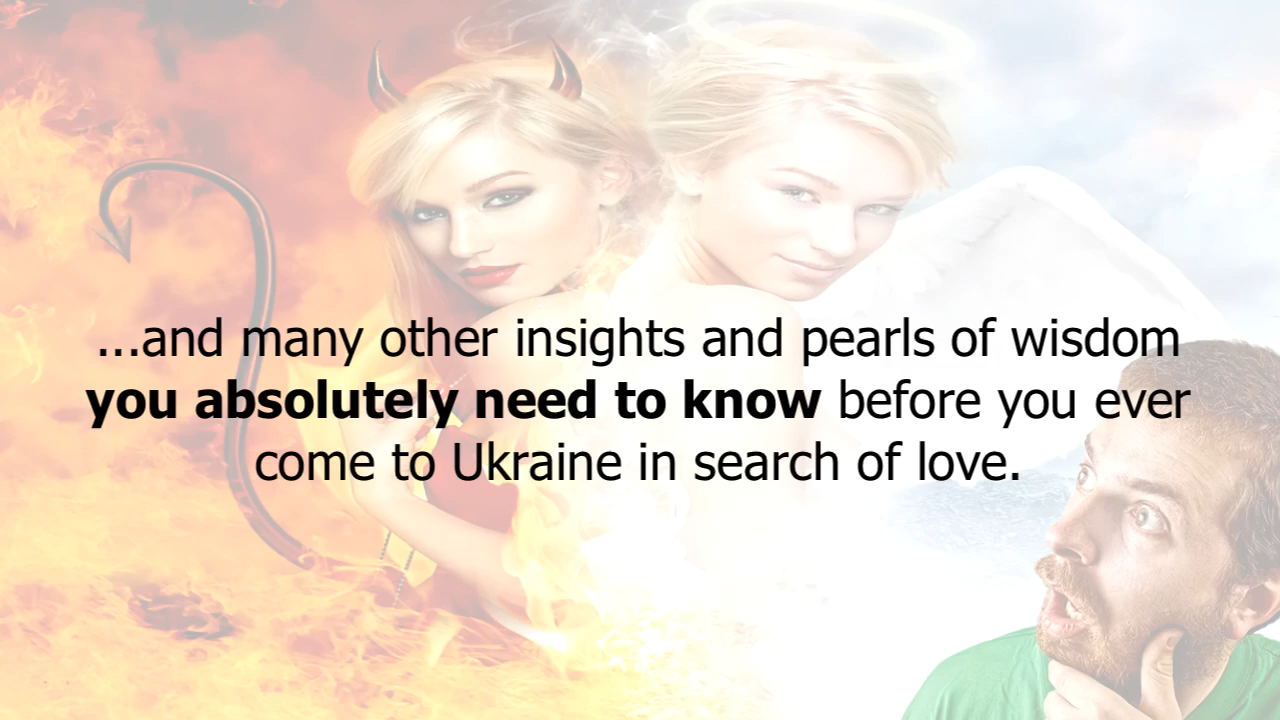 ...and many other insights and pearls of wisdom
you absolutely need to know before you ever
come to Ukraine in search of love.